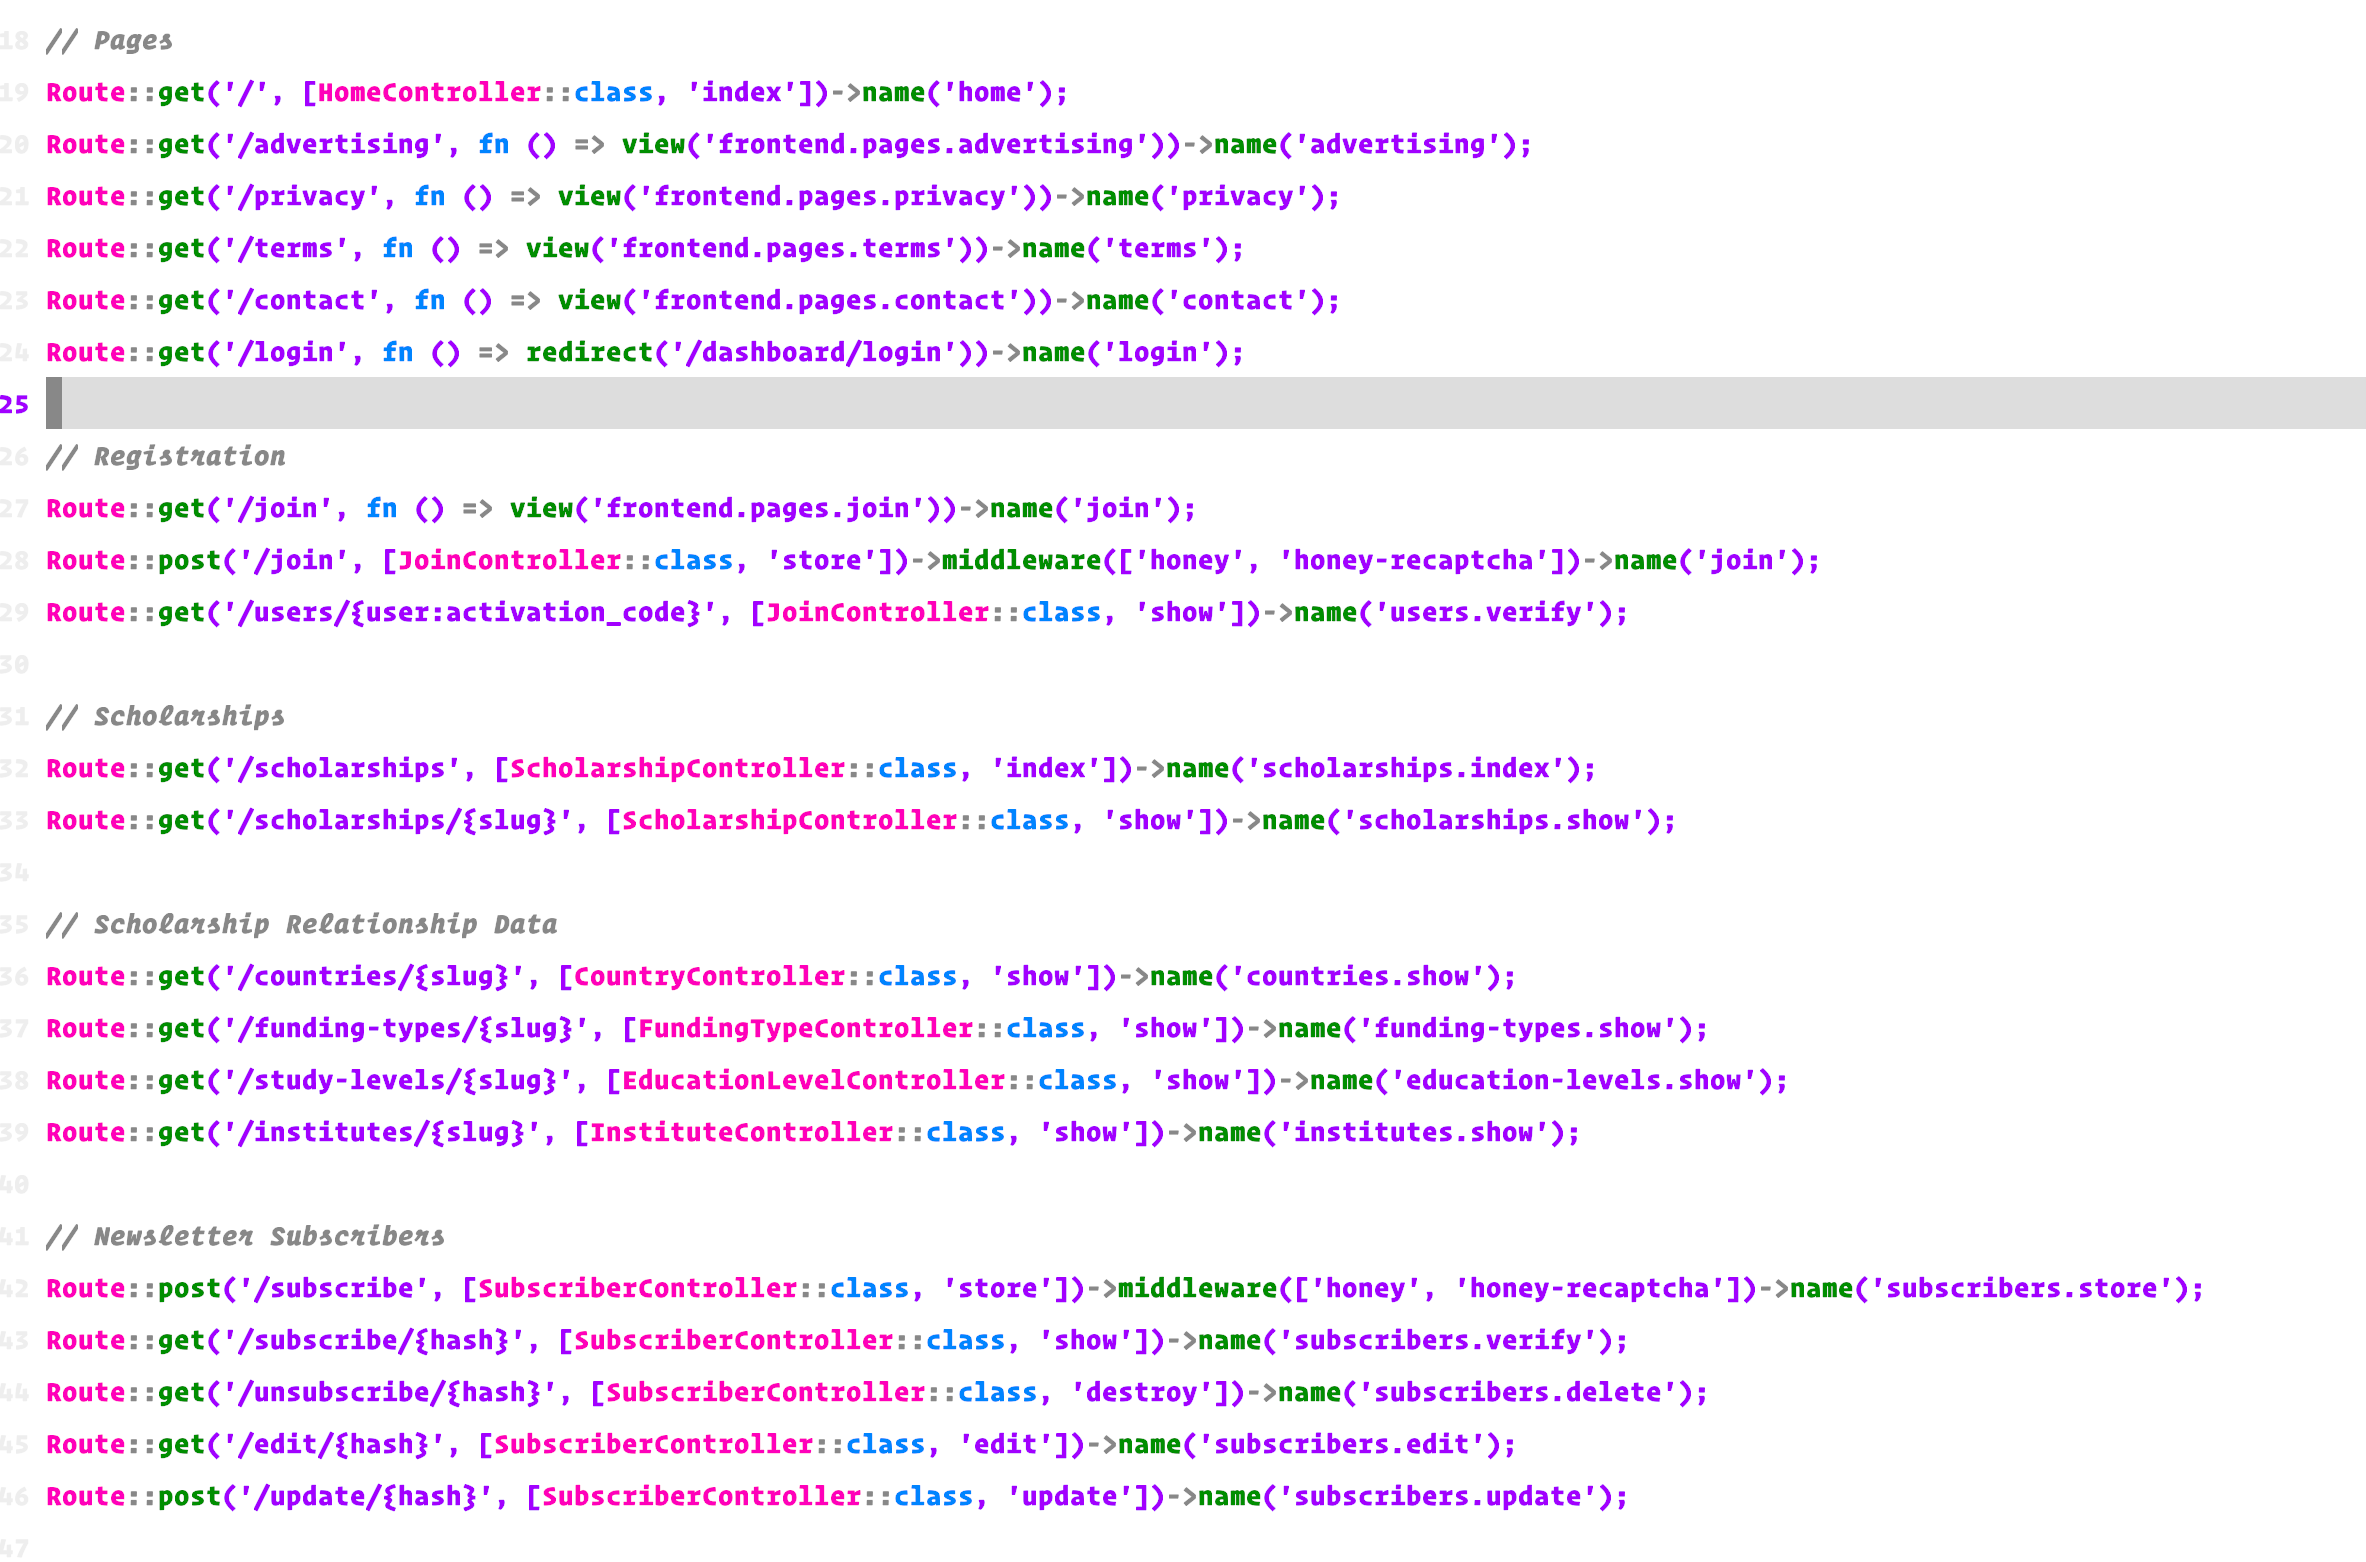 18 // Pages
19 Route::get('/', [HomeController::class, 'index'])->name('home');
20 Route::get('/advertising', fn () => view('frontend.pages.advertising'))->name('advertising');
21 Route::get('/privacy', fn () => view('frontend.pages.privacy'))->name('privacy');
22 Route::get('/terms', fn () => view('frontend.pages.terms'))->name('terms');
23 Route::get('/contact', fn () => view('frontend.pages.contact'))->name('contact');
24 Route::get('/login', fn () => redirect('/dashboard/login'))->name('login');
25
26 // Registration
27 Route::get('/join', fn () => view('frontend.pages.join'))->name('join');
28 Route::post('/join', [JoinController::class, 'store'])->middleware(['honey', 'honey-recaptcha'])->name('join');
29 Route::get('/users/{user:activation_code}', [JoinController::class, 'show'])->name('users.verify');
30
31 // Scholarships
32 Route::get('/scholarships', [ScholarshipController::class, 'index'])->name('scholarships.index');
33 Route::get('/scholarships/{slug}', [ScholarshipController::class, 'show'])->name('scholarships.show');
34
35 // Scholarship Relationship Data
36 Route::get('/countries/{slug}', [CountryController::class, 'show'])->name('countries.show');
37 Route::get('/funding-types/{slug}', [FundingTypeController::class, 'show'])->name('funding-types.show');
38 Route::get('/study-levels/{slug}', [EducationLevelController::class, 'show'])->name('education-levels.show');
39 Route::get('/institutes/{slug}', [InstituteController::class, 'show'])->name('institutes.show');
40
41 // Newsletter Subscribers
42 Route::post('/subscribe', [SubscriberController::class, 'store'])->middleware(['honey', 'honey-recaptcha'])->name('subscribers.store');
43 Route::get('/subscribe/{hash}', [SubscriberController::class, 'show'])->name('subscribers.verify');
44 Route::get('/unsubscribe/{hash}', [SubscriberController::class, 'destroy'])->name('subscribers.delete');
45 Route::get('/edit/{hash}', [SubscriberController::class, 'edit'])->name('subscribers.edit');
46 Route::post('/update/{hash}', [SubscriberController::class, 'update'])->name('subscribers.update');
47